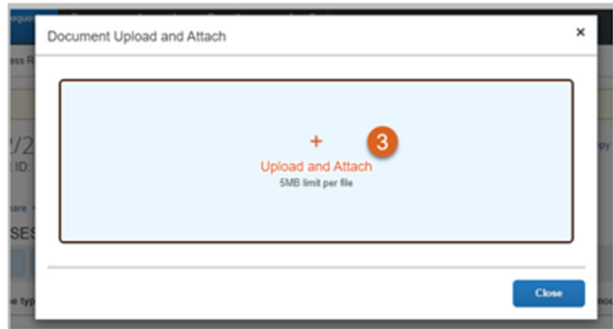 Document Upload and Attach ×
+ 3
Upload and Attach
5MB limit per file
Close